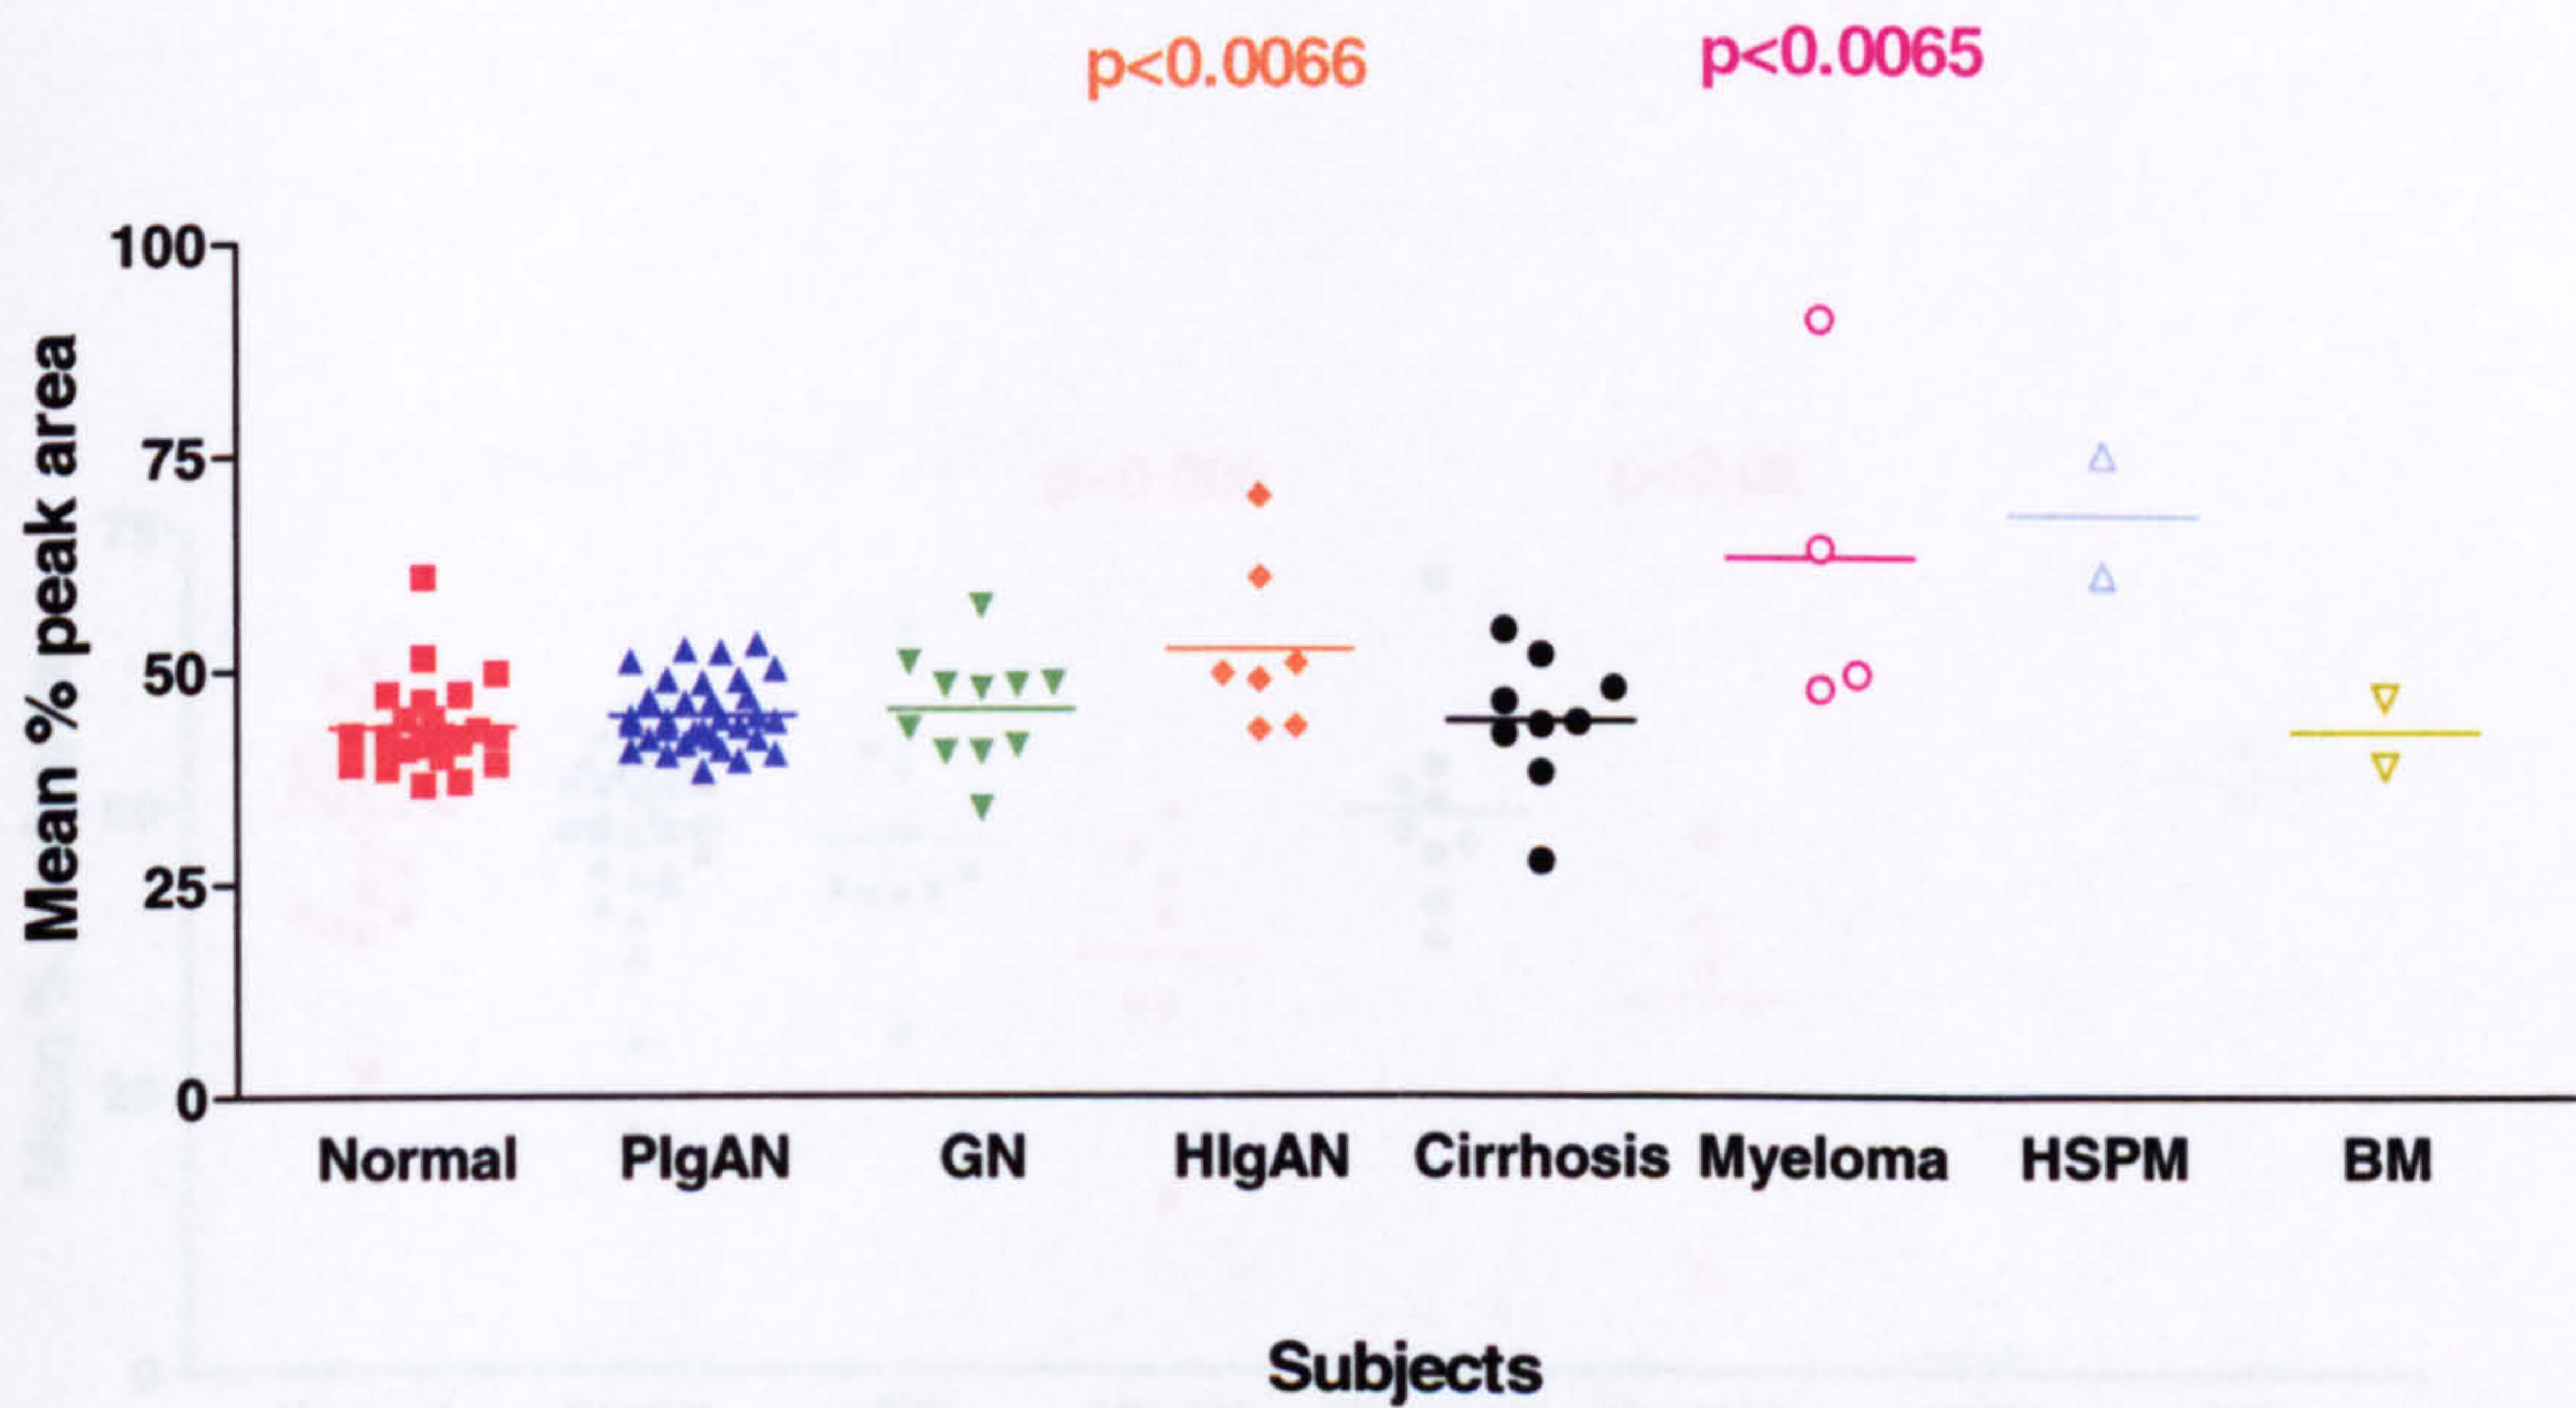 p<0.0066 p<0.0065
Mean % peak area
100
75
50
25
0
Normal PIgAN GN HIgAN Cirrhosis Myeloma HSPM BM
Subjects